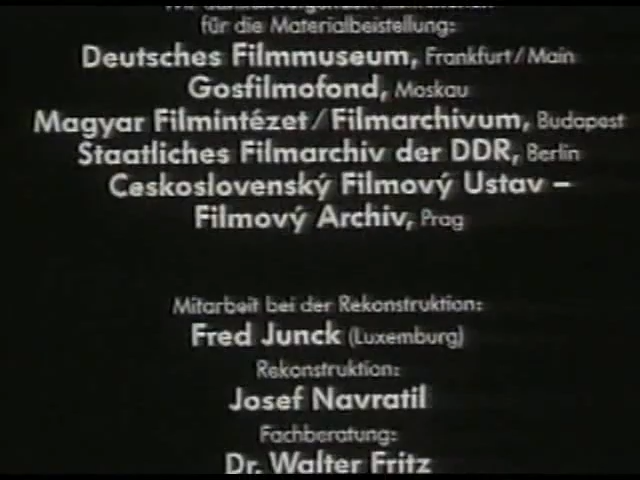 für die Materialbeistellung:
Deutsches Filmmuseum, Frankfurt/Main
Gosfilmofond, Moskau
Magyar Filmintézet/Filmarchivum, Budapest
Staatliches Filmarchiv der DDR, Berlin
Ceskoslovenský Filmový Ustav –
Filmový Archiv, Prag
Mitarbeit bei der Rekonstruktion:
Fred Junck (Luxemburg)
Rekonstruktion:
Josef Navratil
Fachberatung:
Dr. Walter Fritz